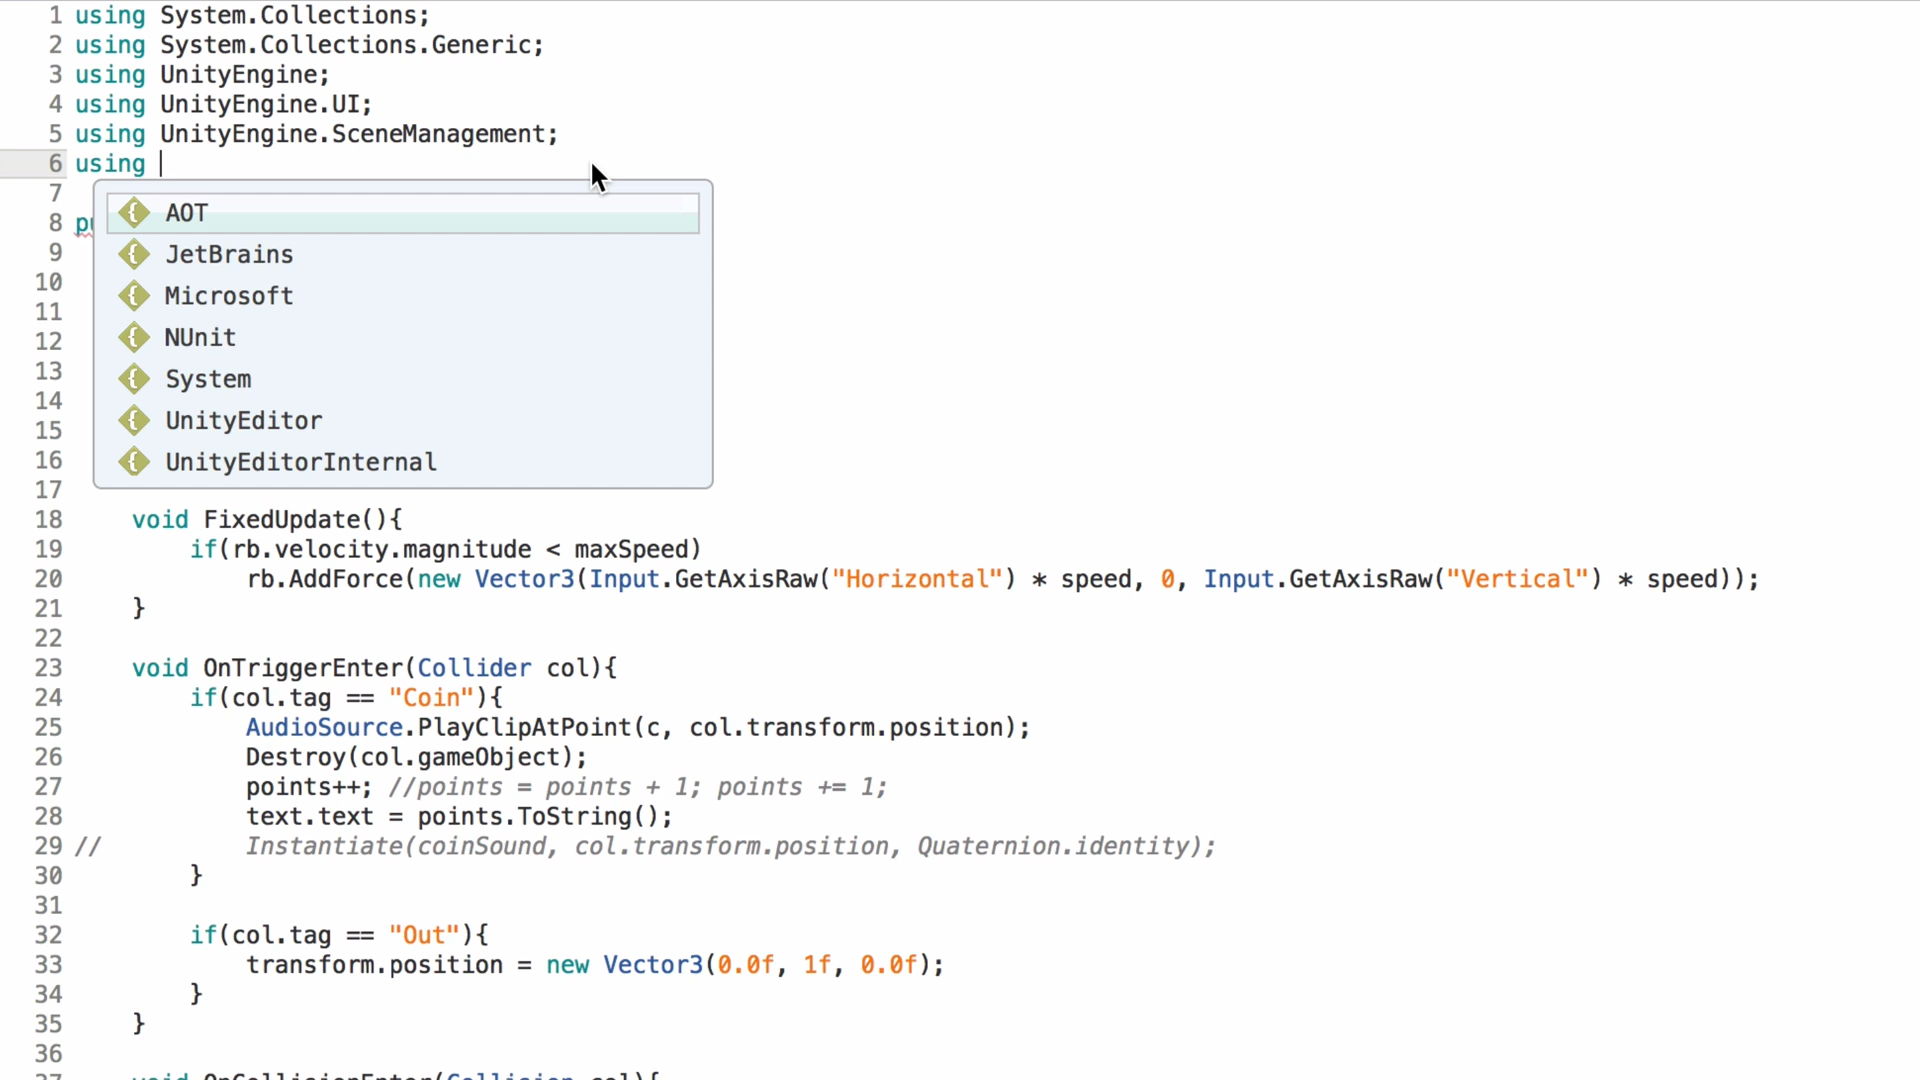 1 using System.Collections;
2 using System.Collections.Generic;
3 using UnityEngine;
4 using UnityEngine.UI;
5 using UnityEngine.SceneManagement;
6 using
7
AOT
8
9
JetBrains
10
Microsoft
11
12
NUnit
13
System
14
UnityEditor
15
16
UnityEditorInternal
17
18 void FixedUpdate(){
19 if(rb.velocity.magnitude < maxSpeed)
20 rb.AddForce(new Vector3(Input.GetAxisRaw("Horizontal") * speed, 0, Input.GetAxisRaw("Vertical") * speed));
21 }
22
23 void OnTriggerEnter(Collider col){
24 if(col.tag == "Coin"){
25 AudioSource.PlayClipAtPoint(c, col.transform.position);
26 Destroy(col.gameObject);
27 points++; //points = points + 1; points += 1;
28 text.text = points.ToString();
29 // Instantiate(coinSound, col.transform.position, Quaternion.identity);
30 }
31
32 if(col.tag == "Out"){
33 transform.position = new Vector3(0.0f, 1f, 0.0f);
34 }
35 }
36
37 void OnCollisionEnter(Collision col){